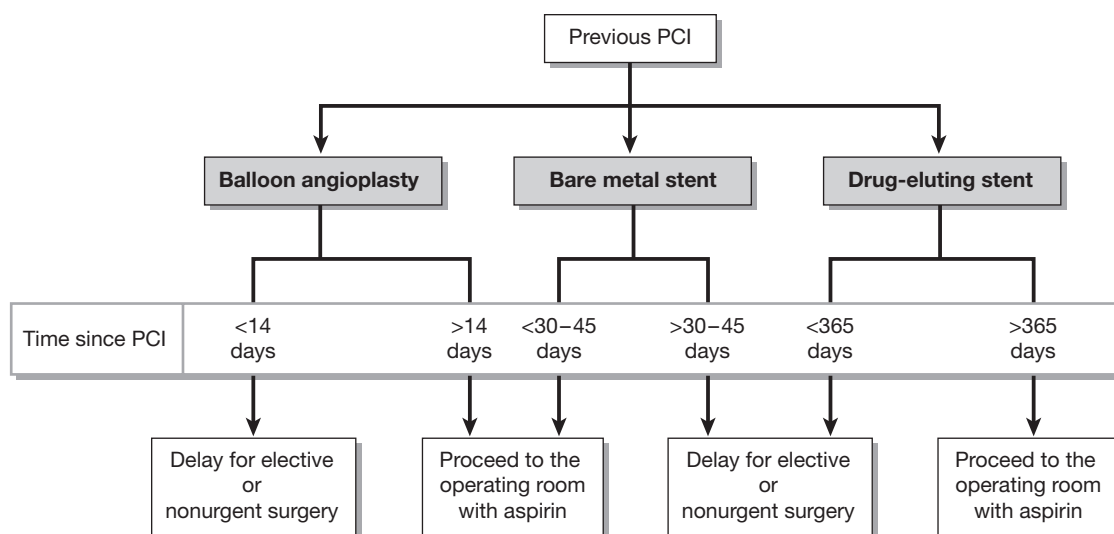 Previous PCI
Balloon angioplasty
Bare metal stent
Drug-eluting stent
Time since PCI
<14
days
>14
days
<30–45
days
>30–45
days
<365
days
>365
days
Delay for elective
or
nonurgent surgery
Proceed to the
operating room
with aspirin
Delay for elective
or
nonurgent surgery
Proceed to the
operating room
with aspirin